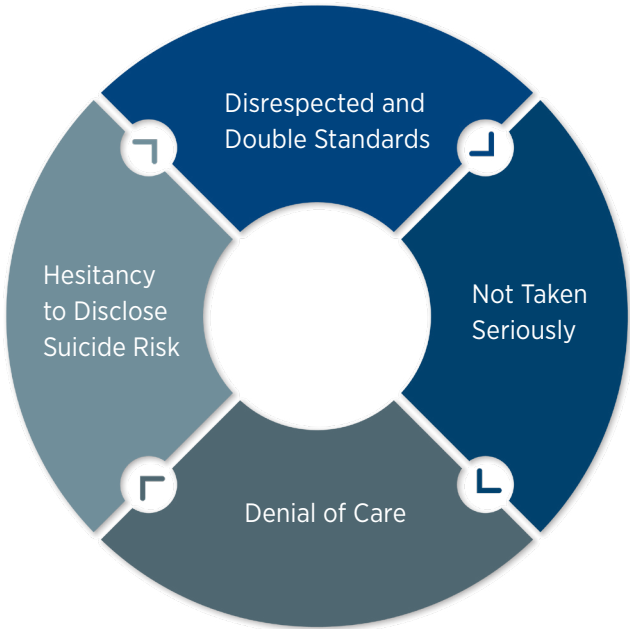 Disrespected and
Double Standards
Not Taken
Seriously
Denial of Care
Hesitancy
to Disclose
Suicide Risk